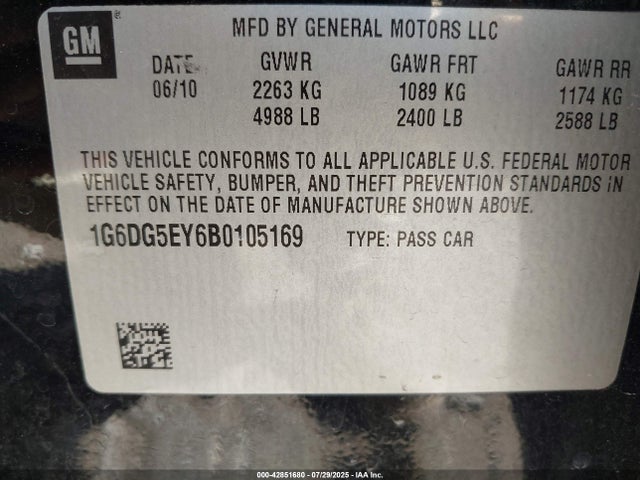 GM
MFD BY GENERAL MOTORS LLC
DATE GVWR GAWR FRT GAWR RR
06/10 2263 KG 1089 KG 1174 KG
4988 LB 2400 LB 2588 LB
THIS VEHICLE CONFORMS TO ALL APPLICABLE U.S. FEDERAL MOTOR
VEHICLE SAFETY, BUMPER, AND THEFT PREVENTION STANDARDS
IN EFFECT ON THE DATE OF MANUFACTURE SHOWN ABOVE.
1G6DG5EY6B0105169 TYPE: PASS CAR
000-42851680 - 07/29/2025 - IAA Inc.